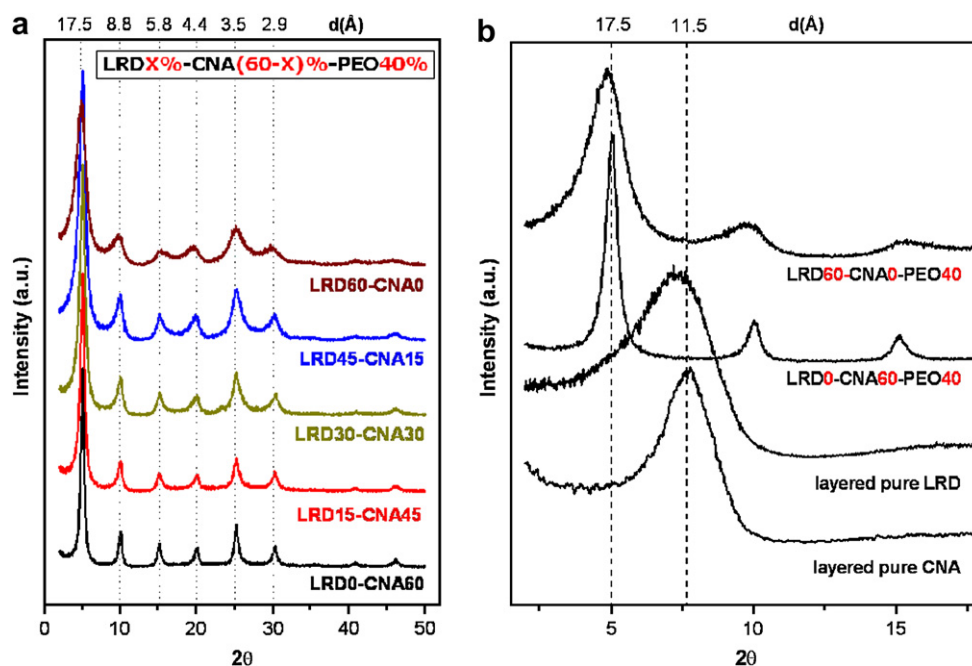 a
17.5 8.8 5.8 4.4 3.5 2.9 d(Å)
LRDX%-CNA(60-X)%-PEO40%
Intensity (a.u.)
LRD60-CNA0
LRD45-CNA15
LRD30-CNA30
LRD15-CNA45
LRD0-CNA60
0 10 20 30 40 50
2θ
b
17.5 11.5 d(Å)
Intensity (a.u.)
LRD60-CNA0-PEO40
LRD0-CNA60-PEO40
layered pure LRD
layered pure CNA
5 10 15
2θ